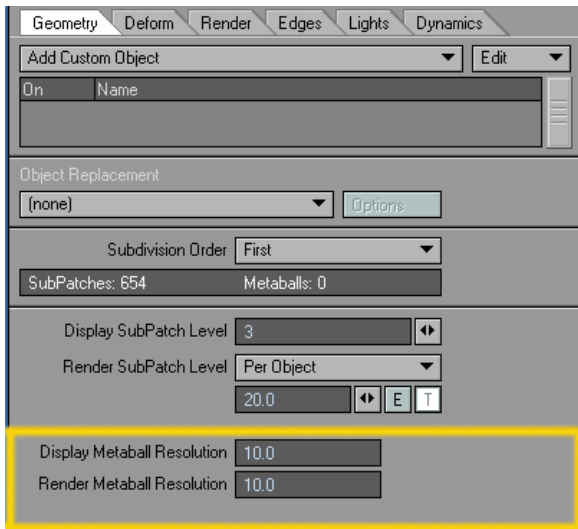 Geometry Deform Render Edges Lights Dynamics
Add Custom Object Edit
On Name
Object Replacement
(none) Options
Subdivision Order First
SubPatches: 654 Metaballs: 0
Display SubPatch Level 3
Render SubPatch Level Per Object
20.0 E T
Display Metaball Resolution 10.0
Render Metaball Resolution 10.0